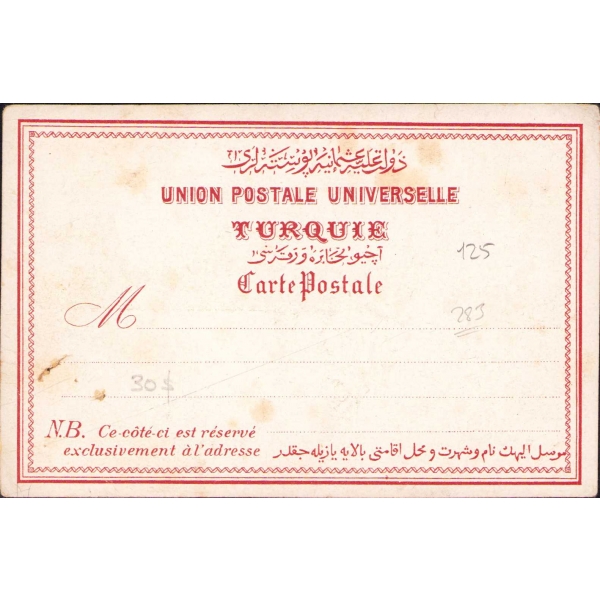 دولت عليه عثمانيه پوسته لرى
UNION POSTALE UNIVERSELLE
TURQUIE
آچيق مخابره ورقه سى
Carte Postale
125
M
283
30$
N.B. Ce-côté-ci est réservé
exclusivement à l'adresse
مرسل اليهك نام و شهرت و محل اقامتى بالايه يازيله جقدر